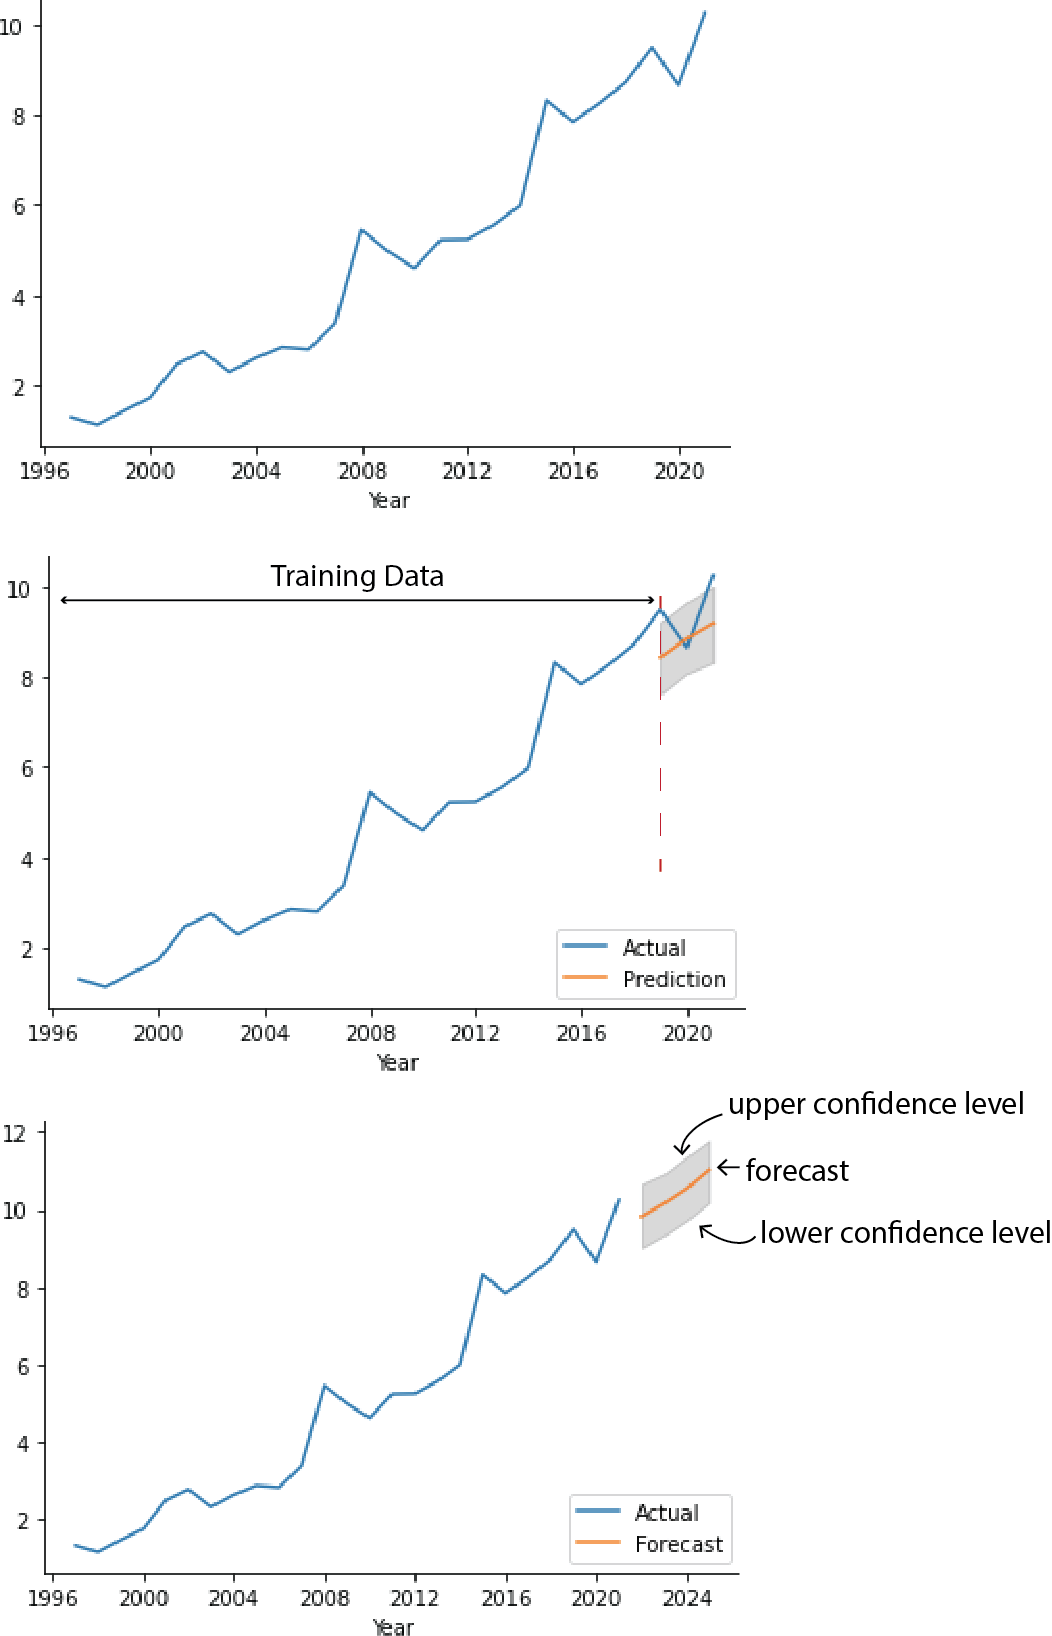 10
8
6
4
2
1996 2000 2004 2008 2012 2016 2020
Year
Training Data
10
8
6
4
2
Actual
Prediction
1996 2000 2004 2008 2012 2016 2020
Year
upper confidence level
forecast
lower confidence level
12
10
8
6
4
2
Actual
Forecast
1996 2000 2004 2008 2012 2016 2020 2024
Year